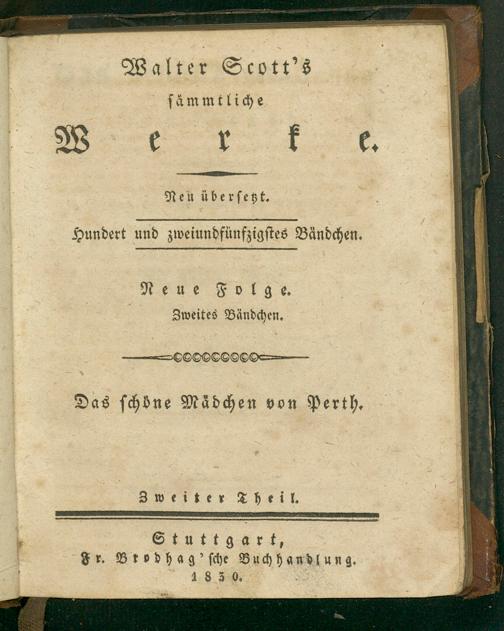 Walter Scott's
sämmtliche
Werke.
Neu übersetzt.
Hundert und zweiundfünfzigstes Bändchen.
Neue Folge.
Zweites Bändchen.
Das schöne Mädchen von Perth.
Zweiter Theil.
Stuttgart,
Fr. Brodhag'sche Buchhandlung.
1830.